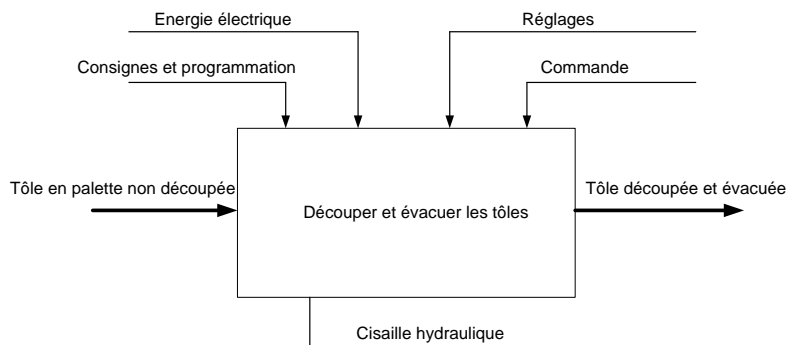 Energie électrique
Réglages
Consignes et programmation
Commande
Tôle en palette non découpée
Tôle découpée et évacuée
Découper et évacuer les tôles
Cisaille hydraulique